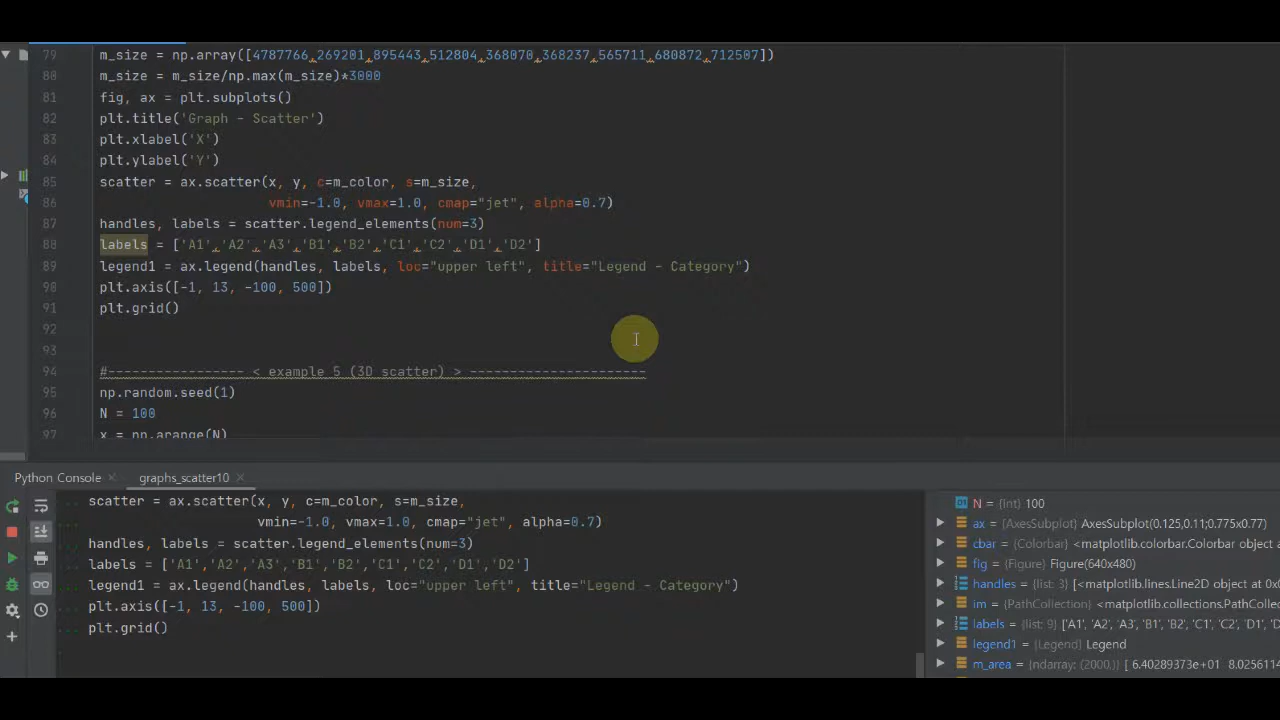 79 m_size = np.array([4787766,269201,895443,512804,368070,368237,565711,680872,712507])
80 m_size = m_size/np.max(m_size)*3000
81 fig, ax = plt.subplots()
82 plt.title('Graph - Scatter')
83 plt.xlabel('X')
84 plt.ylabel('Y')
85 scatter = ax.scatter(x, y, c=m_color, s=m_size,
86 vmin=-1.0, vmax=1.0, cmap="jet", alpha=0.7)
87 handles, labels = scatter.legend_elements(num=3)
88 labels = ['A1','A2','A3','B1','B2','C1','C2','D1','D2']
89 legend1 = ax.legend(handles, labels, loc="upper left", title="Legend - Category")
90 plt.axis([-1, 13, -100, 500])
91 plt.grid()
92
93
94 #----------------- < example 5 (3D scatter) > ----------------------
95 np.random.seed(1)
96 N = 100
97 x = np.arange(N)
Python Console × graphs_scatter10 ×
scatter = ax.scatter(x, y, c=m_color, s=m_size,
vmin=-1.0, vmax=1.0, cmap="jet", alpha=0.7)
handles, labels = scatter.legend_elements(num=3)
labels = ['A1','A2','A3','B1','B2','C1','C2','D1','D2']
legend1 = ax.legend(handles, labels, loc="upper left", title="Legend - Category")
plt.axis([-1, 13, -100, 500])
plt.grid()
N = {int} 100
ax = {AxesSubplot} AxesSubplot(0.125,0.11;0.775x0.77)
cbar = {Colorbar} <matplotlib.colorbar.Colorbar object a
fig = {Figure} Figure(640x480)
handles = {list: 3} [<matplotlib.lines.Line2D object at 0x0
im = {PathCollection} <matplotlib.collections.PathCollect
labels = {list: 9} ['A1', 'A2', 'A3', 'B1', 'B2', 'C1', 'C2', 'D1', 'D
legend1 = {Legend} Legend
m_area = {ndarray: (2000,)} [ 6.40289373e+01 8.0256114